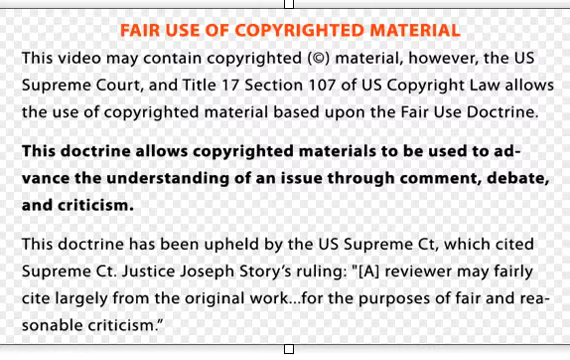 FAIR USE OF COPYRIGHTED MATERIAL
This video may contain copyrighted (©) material, however, the US
Supreme Court, and Title 17 Section 107 of US Copyright Law allows
the use of copyrighted material based upon the Fair Use Doctrine.
This doctrine allows copyrighted materials to be used to ad-
vance the understanding of an issue through comment, debate,
and criticism.
This doctrine has been upheld by the US Supreme Ct, which cited
Supreme Ct. Justice Joseph Story’s ruling: "[A] reviewer may fairly
cite largely from the original work...for the purposes of fair and rea-
sonable criticism.”